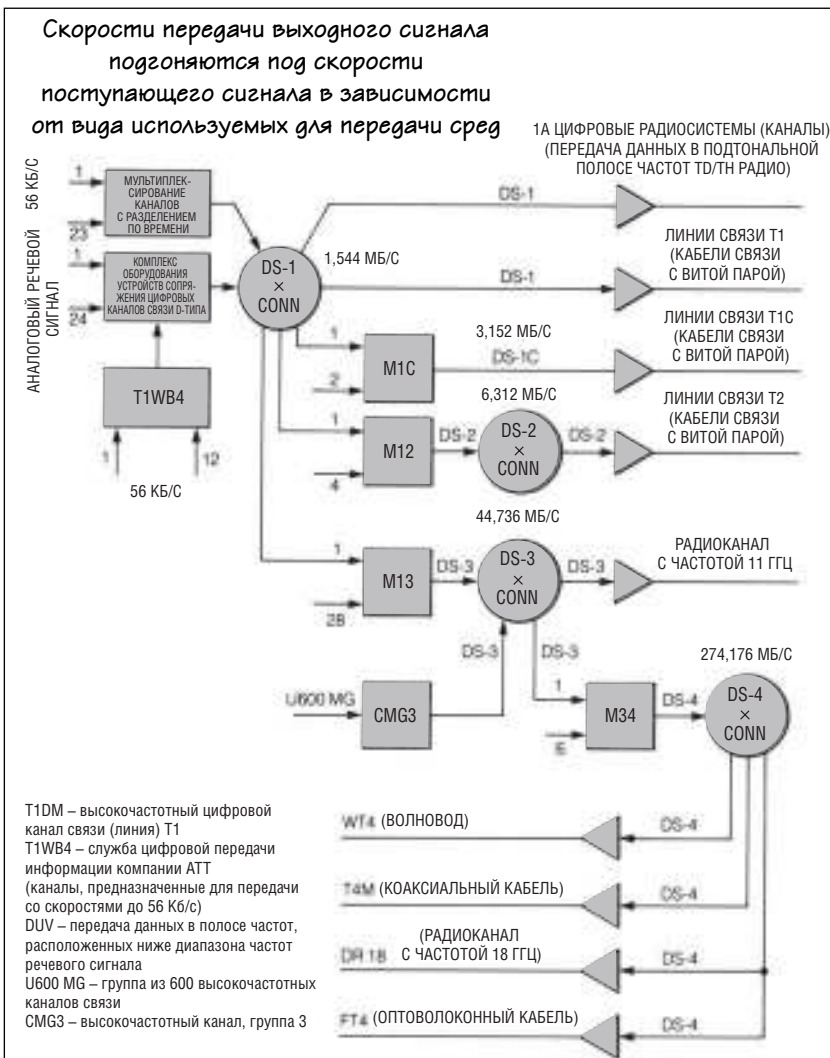 Скорости передачи выходного сигнала
подгоняются под скорости
поступающего сигнала в зависимости
от вида используемых для передачи сред
1А ЦИФРОВЫЕ РАДИОСИСТЕМЫ (КАНАЛЫ)
(ПЕРЕДАЧА ДАННЫХ В ПОДТОНАЛЬНОЙ
ПОЛОСЕ ЧАСТОТ TD/TH РАДИО)
56 КБ/С
1
23
МУЛЬТИПЛЕК-
СИРОВАНИЕ
КАНАЛОВ
С РАЗДЕЛЕНИЕМ
ПО ВРЕМЕНИ
АНАЛОГОВЫЙ РЕЧЕВОЙ
СИГНАЛ
1
24
КОМПЛЕКС
ОБОРУДОВАНИЯ
УСТРОЙСТВ СОПРЯ-
ЖЕНИЯ ЦИФРОВЫХ
КАНАЛОВ СВЯЗИ D-ТИПА
T1WB4
1
12
56 КБ/С
DS-1
×
CONN
1,544 МБ/С
DS-1
DS-1
ЛИНИИ СВЯЗИ Т1
(КАБЕЛИ СВЯЗИ
С ВИТОЙ ПАРОЙ)
1
2
M1C
3,152 МБ/С
DS-1C
ЛИНИИ СВЯЗИ Т1С
(КАБЕЛИ СВЯЗИ
С ВИТОЙ ПАРОЙ)
1
4
M12
DS-2
6,312 МБ/С
DS-2
×
CONN
DS-2
ЛИНИИ СВЯЗИ Т2
(КАБЕЛИ СВЯЗИ
С ВИТОЙ ПАРОЙ)
1
28
M13
DS-3
44,736 МБ/С
DS-3
×
CONN
DS-3
РАДИОКАНАЛ
С ЧАСТОТОЙ 11 ГГЦ
U600 MG
CMG3
DS-3
DS-3
1
6
M34
DS-4
274,176 МБ/С
DS-4
×
CONN
WT4 (ВОЛНОВОД)
DS-4
T4M (КОАКСИАЛЬНЫЙ КАБЕЛЬ)
DS-4
DR 18
(РАДИОКАНАЛ
С ЧАСТОТОЙ 18 ГГЦ)
DS-4
FT4 (ОПТОВОЛОКОННЫЙ КАБЕЛЬ)
DS-4
T1DM – высокочастотный цифровой
канал связи (линия) Т1
T1WB4 – служба цифровой передачи
информации компании АТТ
(каналы, предназначенные для передачи
со скоростями до 56 Кб/с)
DUV – передача данных в полосе частот,
расположенных ниже диапазона частот
речевого сигнала
U600 MG – группа из 600 высокочастотных
каналов связи
CMG3 – высокочастотный канал, группа 3